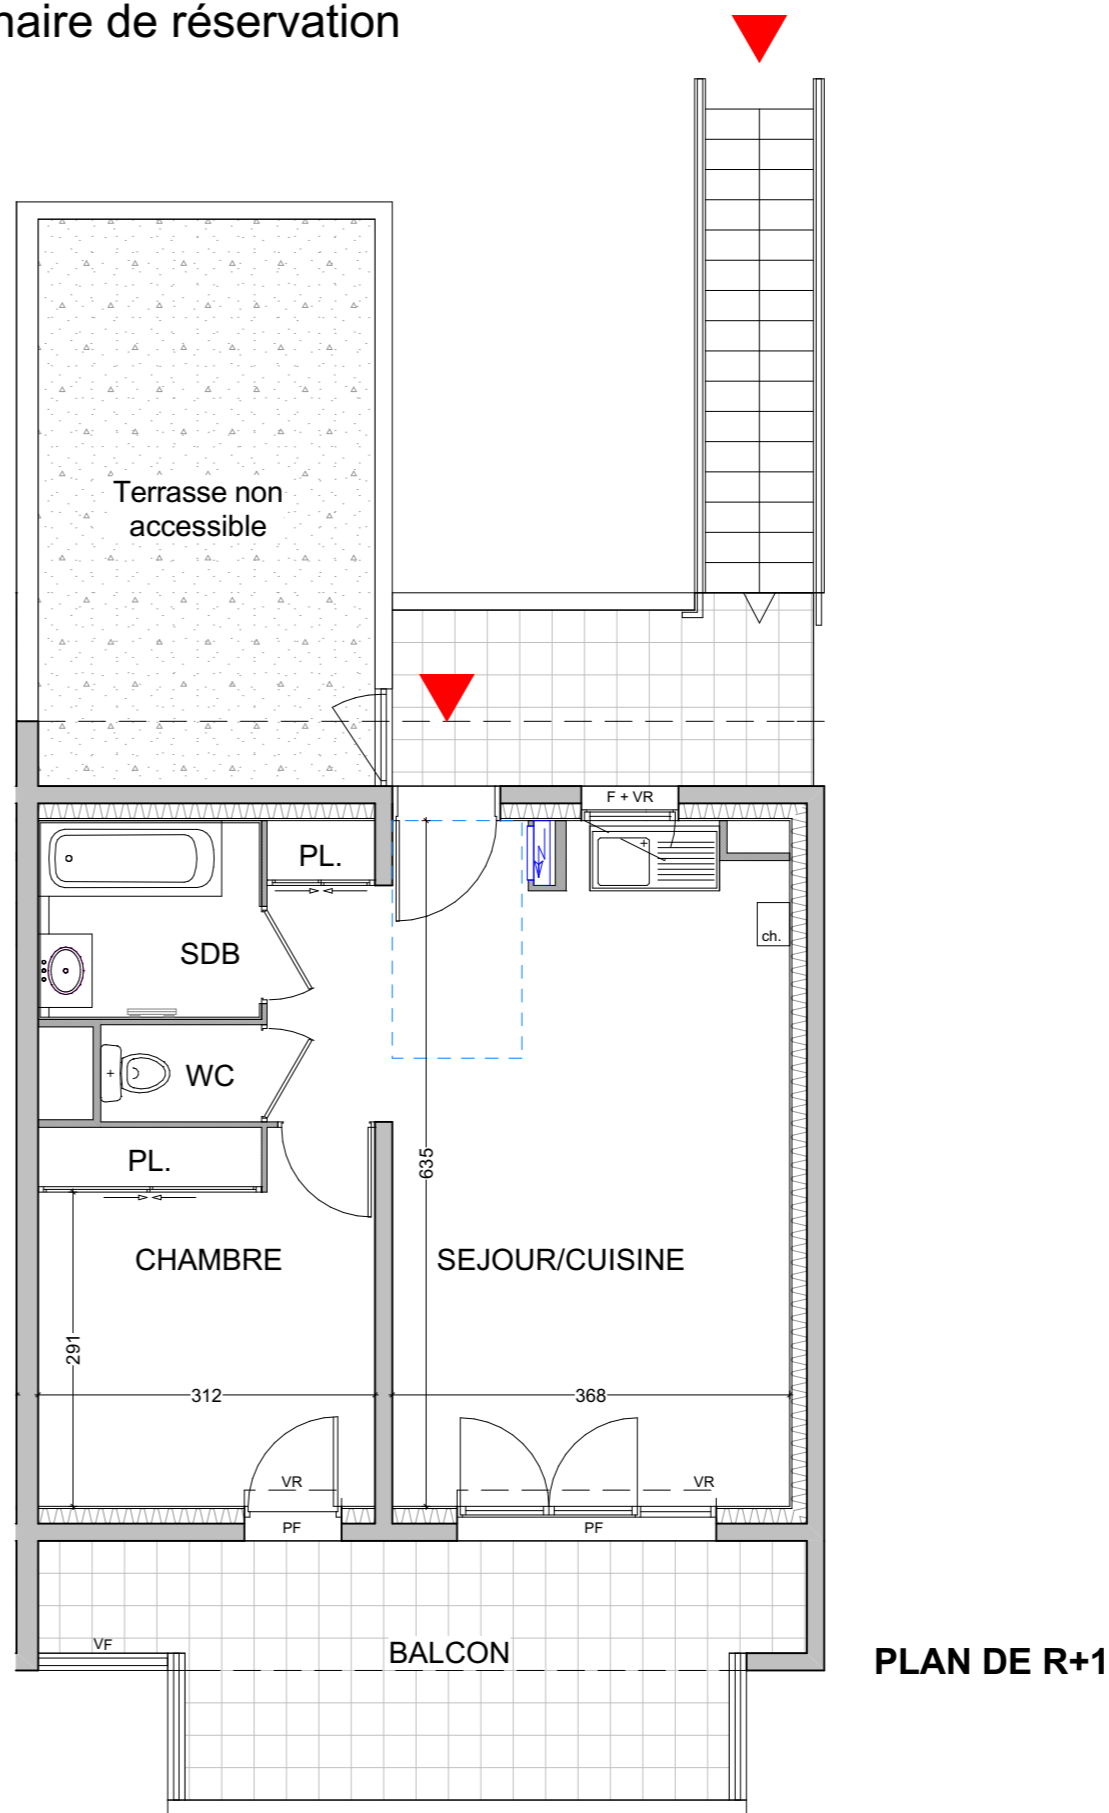 naire de réservation
Terrasse non
accessible
F + VR
PL.
ch.
SDB
WC
PL.
635
CHAMBRE
SEJOUR/CUISINE
291
312
368
VR
VR
PF
PF
VF
BALCON
PLAN DE R+1